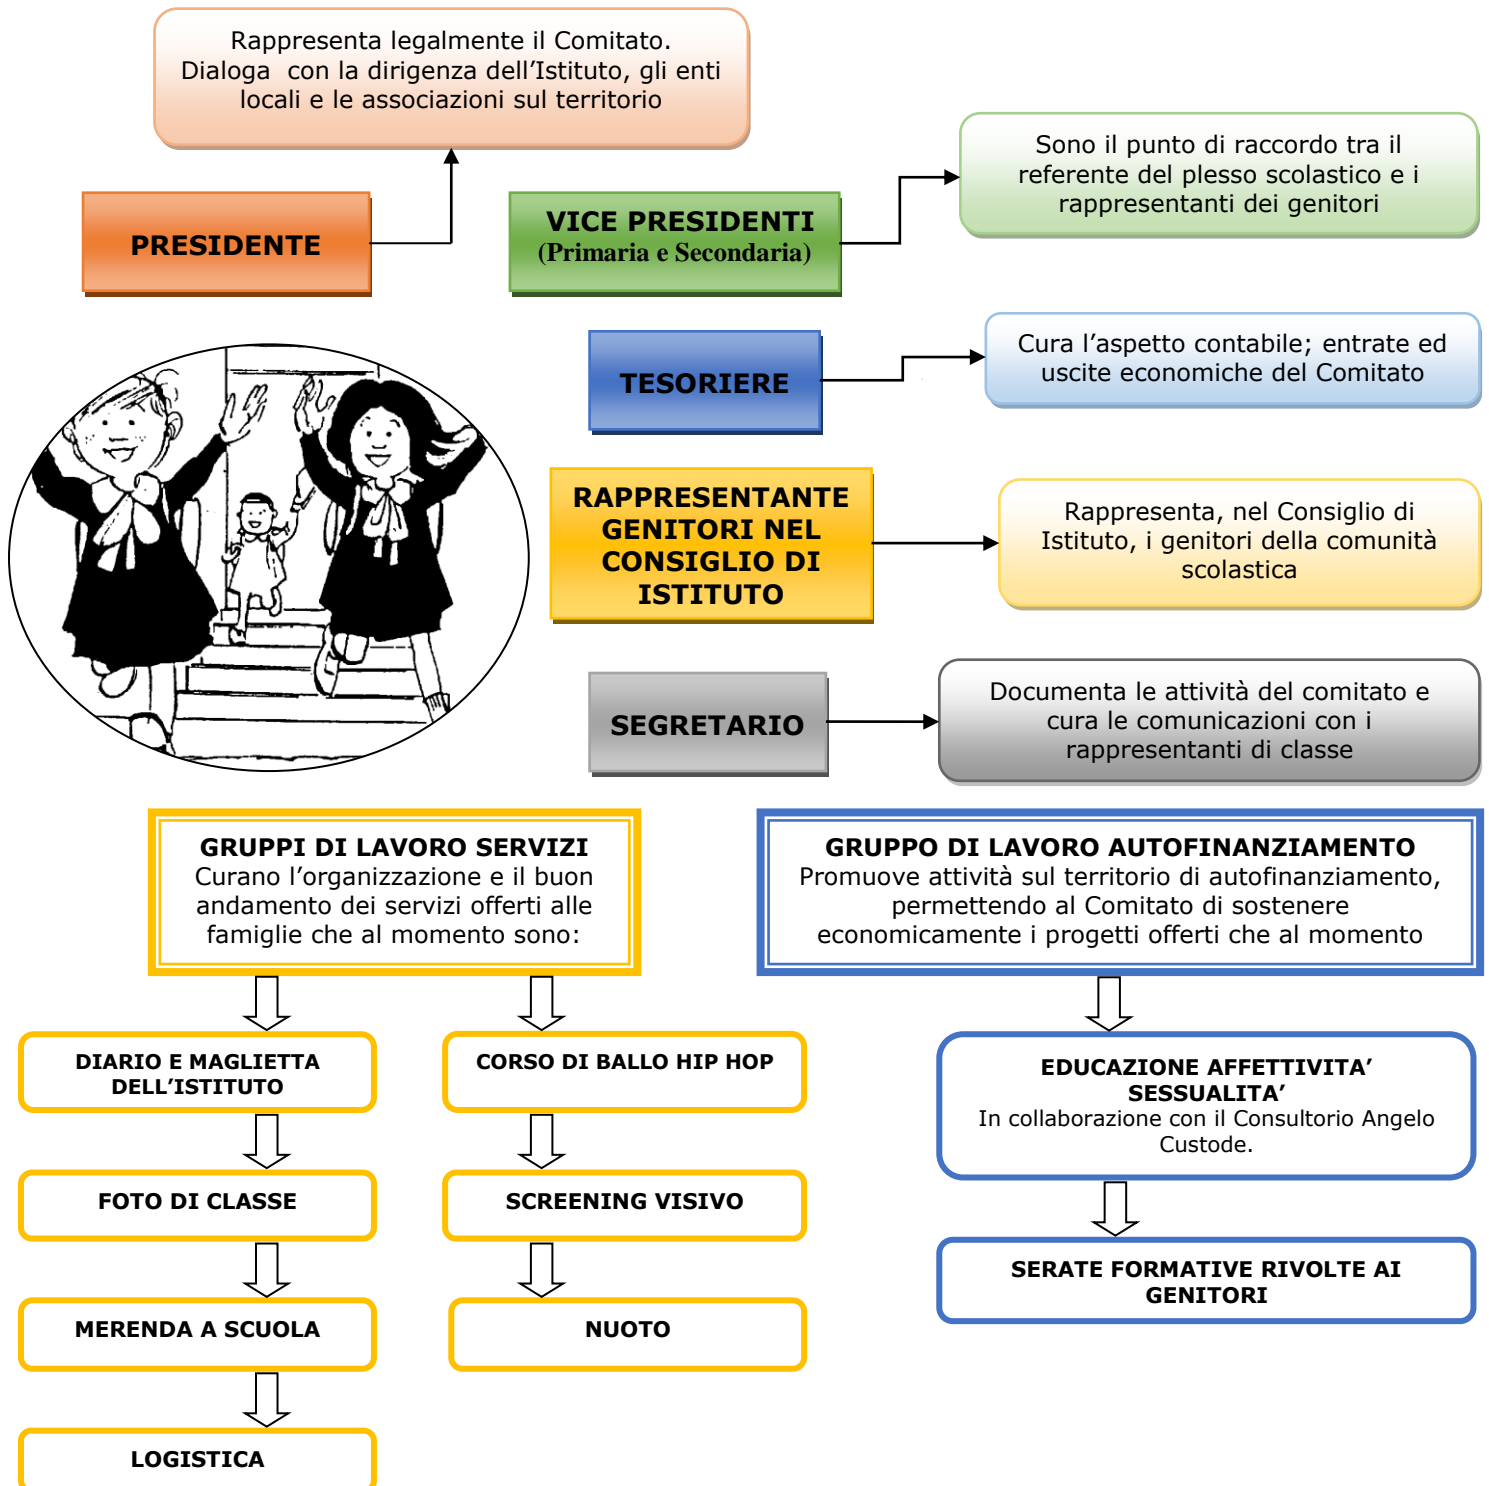 Rappresenta legalmente il Comitato.
Dialoga con la dirigenza dell’Istituto, gli enti
locali e le associazioni sul territorio
PRESIDENTE
VICE PRESIDENTI
(Primaria e Secondaria)
Sono il punto di raccordo tra il
referente del plesso scolastico e i
rappresentanti dei genitori
TESORIERE
Cura l’aspetto contabile; entrate ed
uscite economiche del Comitato
RAPPRESENTANTE
GENITORI NEL
CONSIGLIO DI
ISTITUTO
Rappresenta, nel Consiglio di
Istituto, i genitori della comunità
scolastica
SEGRETARIO
Documenta le attività del comitato e
cura le comunicazioni con i
rappresentanti di classe
GRUPPI DI LAVORO SERVIZI
Curano l’organizzazione e il buon
andamento dei servizi offerti alle
famiglie che al momento sono:
GRUPPO DI LAVORO AUTOFINANZIAMENTO
Promuove attività sul territorio di autofinanziamento,
permettendo al Comitato di sostenere
economicamente i progetti offerti che al momento
DIARIO E MAGLIETTA
DELL’ISTITUTO
FOTO DI CLASSE
MERENDA A SCUOLA
LOGISTICA
CORSO DI BALLO HIP HOP
SCREENING VISIVO
NUOTO
EDUCAZIONE AFFETTIVITA’
SESSUALITA’
In collaborazione con il Consultorio Angelo
Custode.
SERATE FORMATIVE RIVOLTE AI
GENITORI